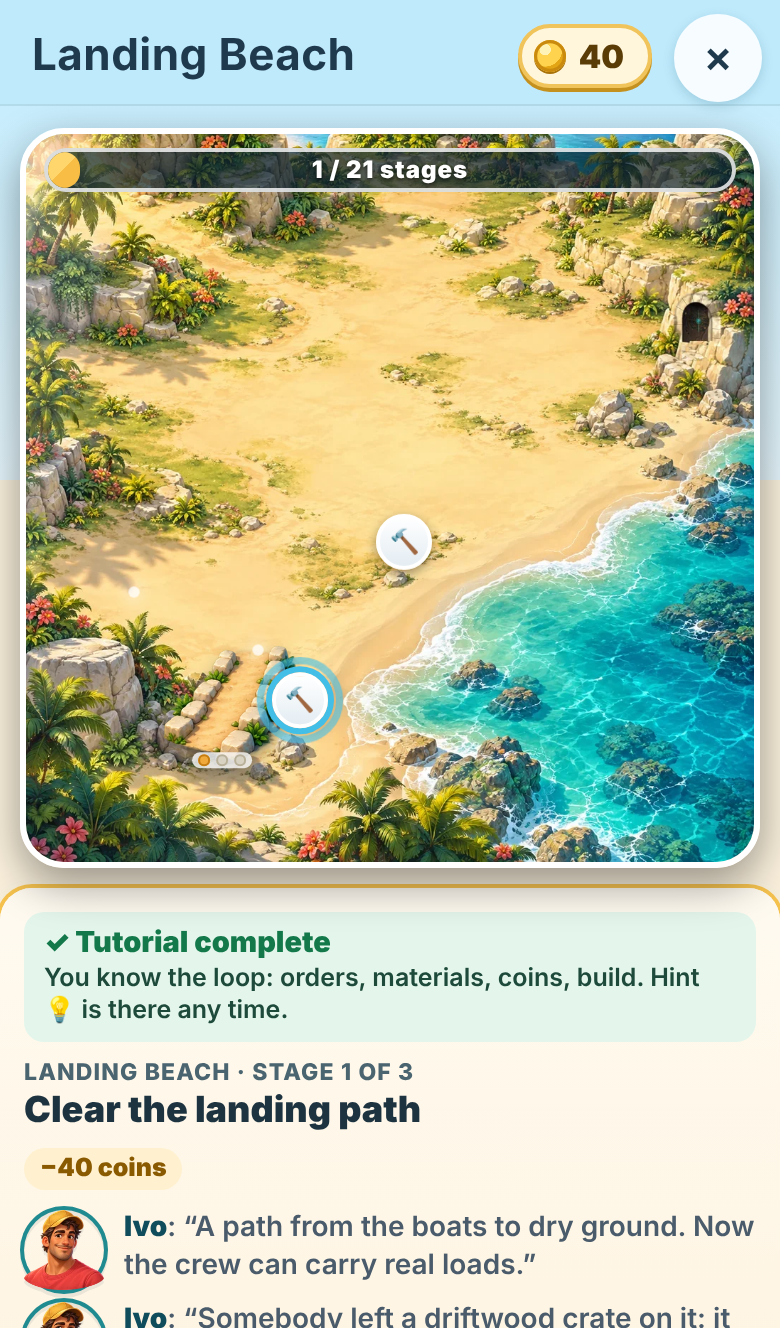 Landing Beach
40
×
1 / 21 stages
✓ Tutorial complete
You know the loop: orders, materials, coins, build. Hint
💡 is there any time.
LANDING BEACH · STAGE 1 OF 3
Clear the landing path
−40 coins
Ivo: “A path from the boats to dry ground. Now
the crew can carry real loads.”
Ivo: “Somebody left a driftwood crate on it: it